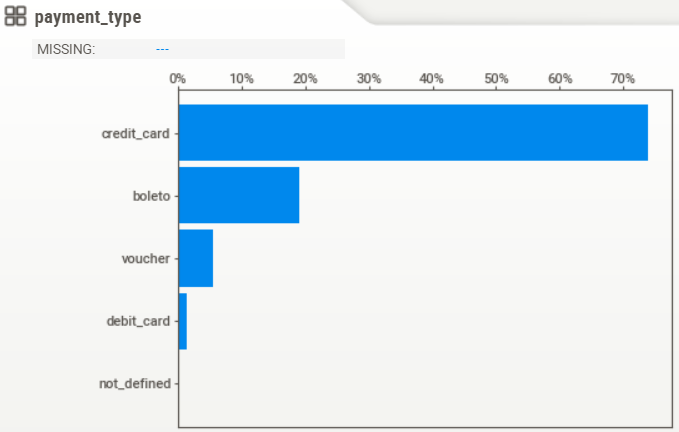 payment_type
MISSING: ---
0% 10% 20% 30% 40% 50% 60% 70%
credit_card
boleto
voucher
debit_card
not_defined